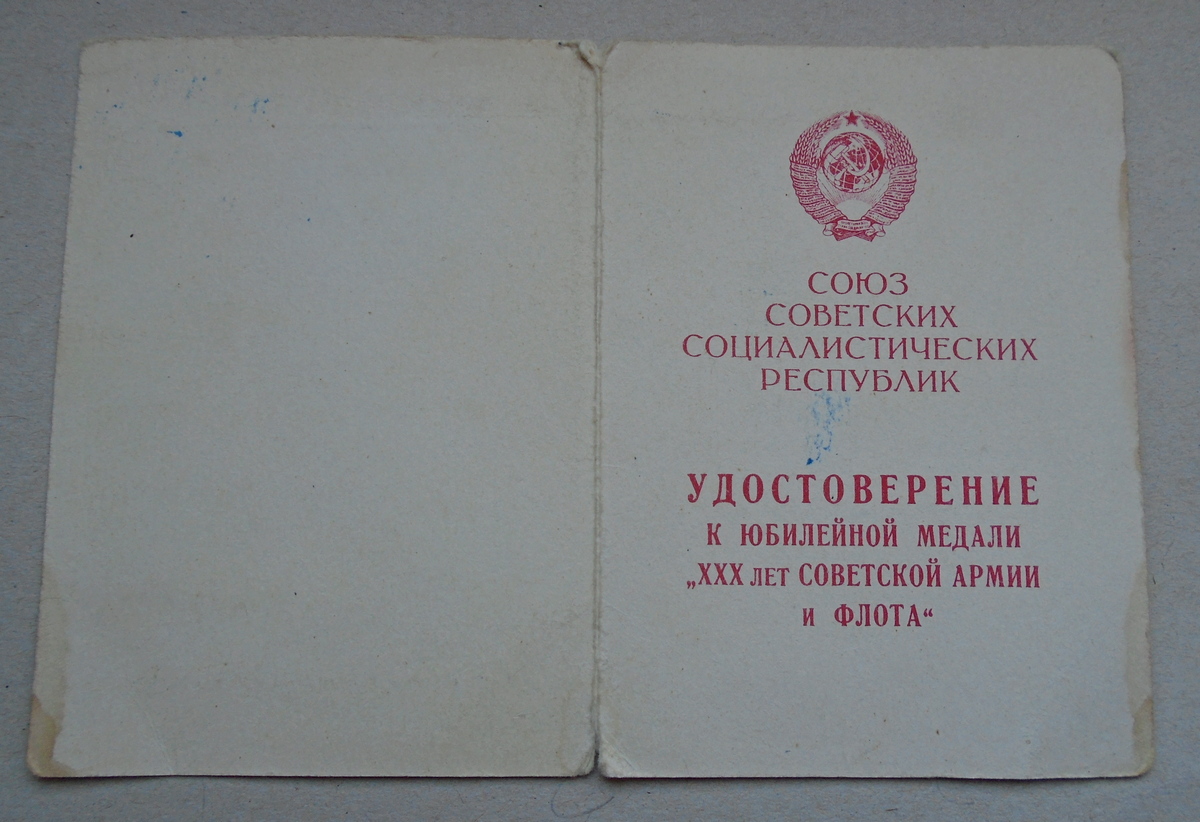 СОЮЗ
СОВЕТСКИХ
СОЦИАЛИСТИЧЕСКИХ
РЕСПУБЛИК
УДОСТОВЕРЕНИЕ
К ЮБИЛЕЙНОЙ МЕДАЛИ
„XXX ЛЕТ СОВЕТСКОЙ АРМИИ
И ФЛОТА“